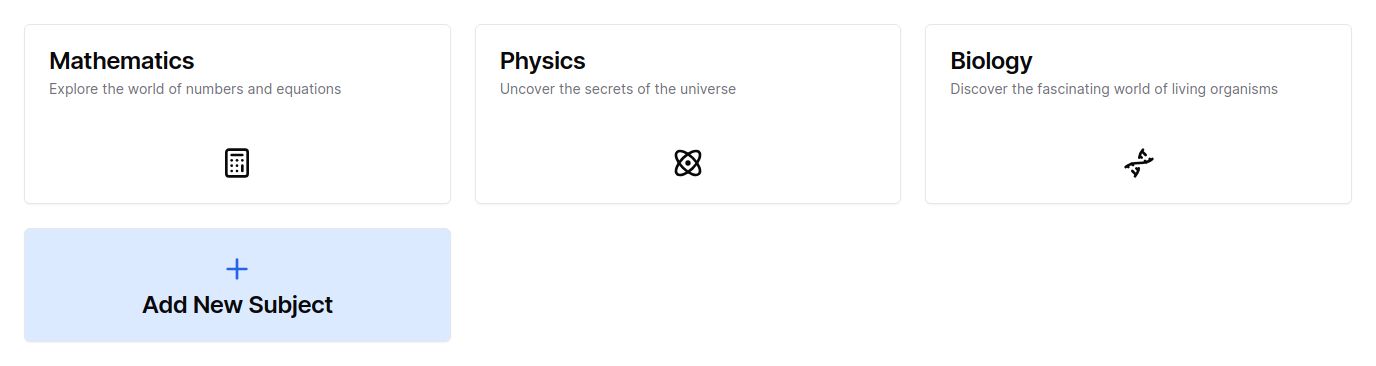 Mathematics
Explore the world of numbers and equations
Physics
Uncover the secrets of the universe
Biology
Discover the fascinating world of living organisms
Add New Subject